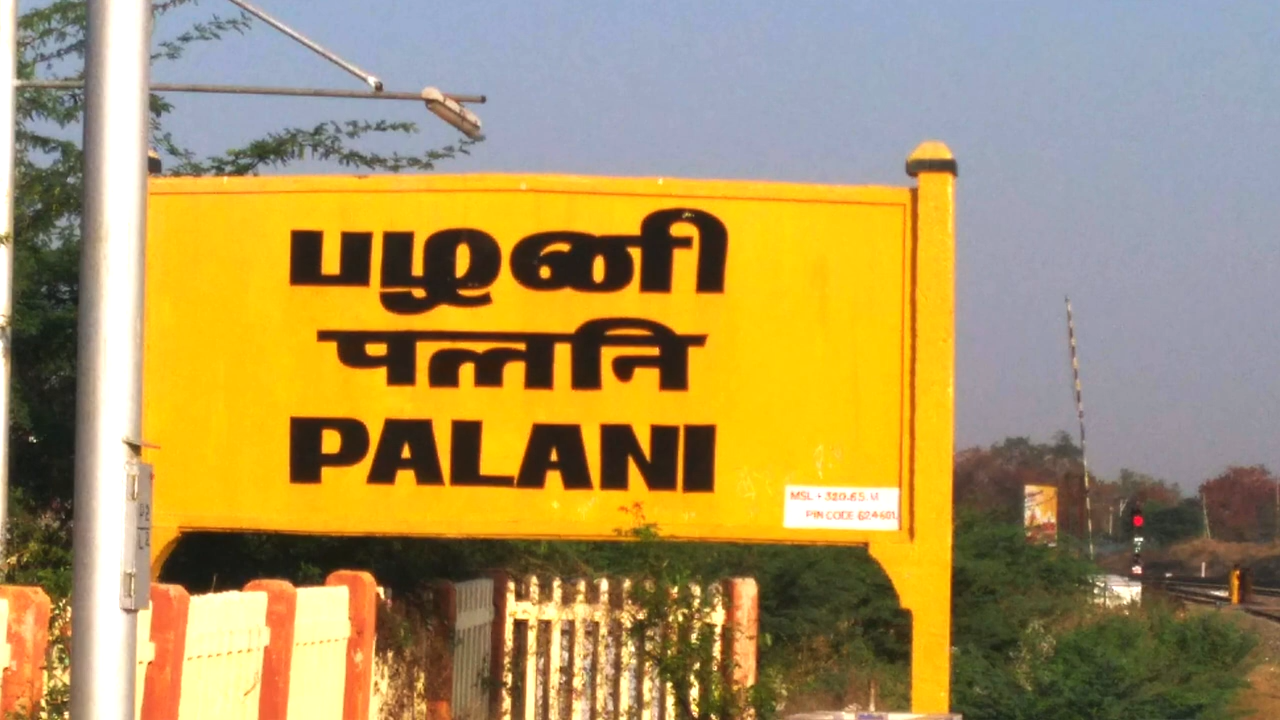 பழனி
पलनि
PALANI
MSL + 320.65. M
PIN CODE 624601.